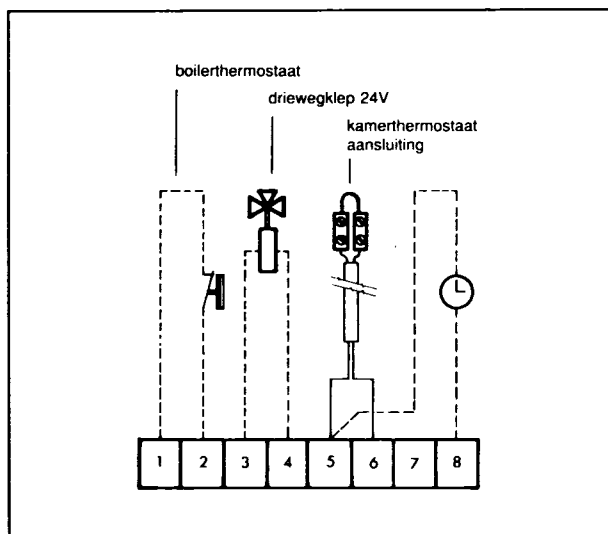 boilerthermostaat
driewegklep 24V
kamerthermostaat
aansluiting
1 2 3 4 5 6 7 8